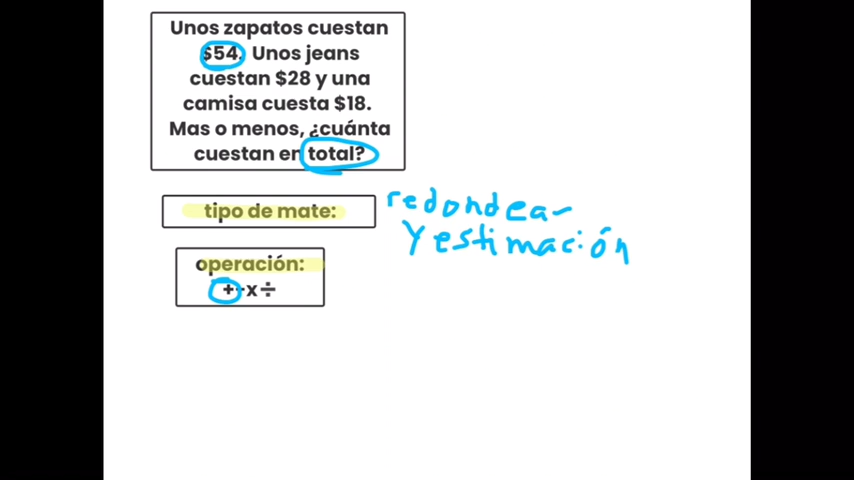 Unos zapatos cuestan
$54. Unos jeans
cuestan $28 y una
camisa cuesta $18.
Mas o menos, ¿cuánta
cuestan en total?
tipo de mate:
redondear
y estimación
operación:
+-x÷